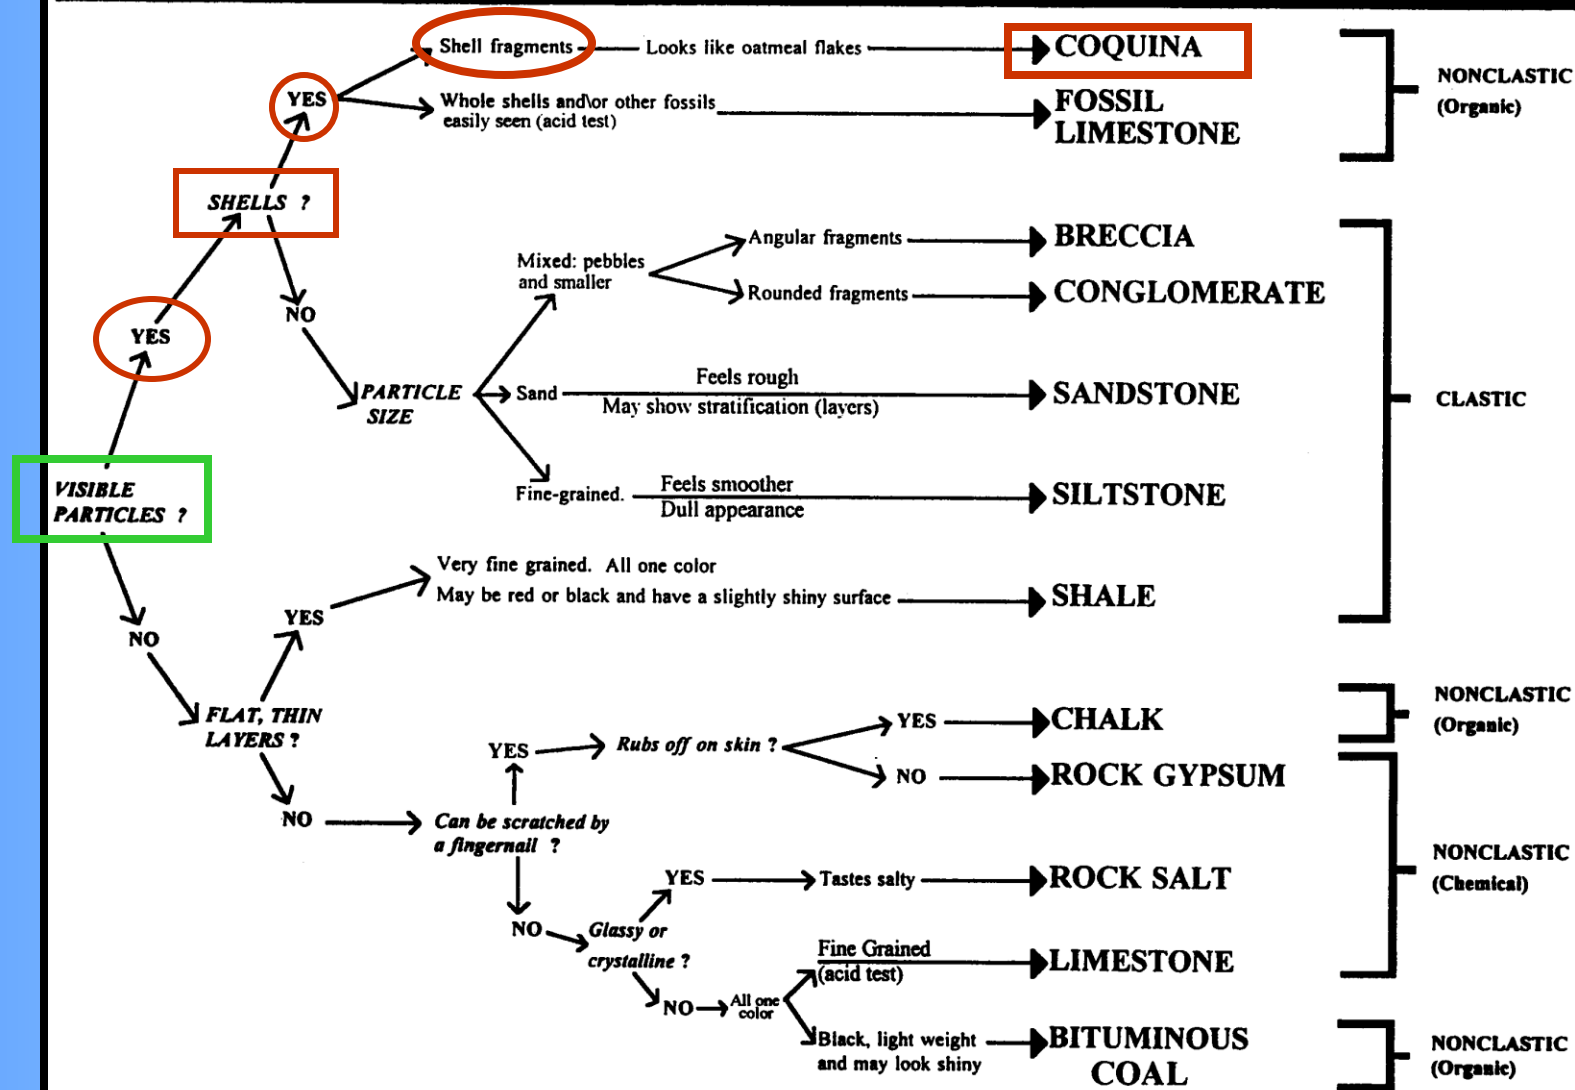 Shell fragments
Looks like oatmeal flakes
COQUINA
NONCLASTIC
(Organic)
YES
Whole shells and\or other fossils
easily seen (acid test)
FOSSIL
LIMESTONE
SHELLS ?
NO
Mixed: pebbles
and smaller
Angular fragments
BRECCIA
Rounded fragments
CONGLOMERATE
YES
PARTICLE
SIZE
Sand
Feels rough
May show stratification (layers)
SANDSTONE
CLASTIC
Fine-grained.
Feels smoother
Dull appearance
SILTSTONE
VISIBLE
PARTICLES ?
Very fine grained. All one color
May be red or black and have a slightly shiny surface
SHALE
YES
NO
FLAT, THIN
LAYERS ?
YES
Rubs off on skin ?
YES
CHALK
NONCLASTIC
(Organic)
NO
ROCK GYPSUM
NO
Can be scratched by
a fingernail ?
YES
Tastes salty
ROCK SALT
NONCLASTIC
(Chemical)
NO
Glassy or
crystalline ?
Fine Grained
(acid test)
LIMESTONE
NO
All one
color
Black, light weight
and may look shiny
BITUMINOUS
COAL
NONCLASTIC
(Organic)